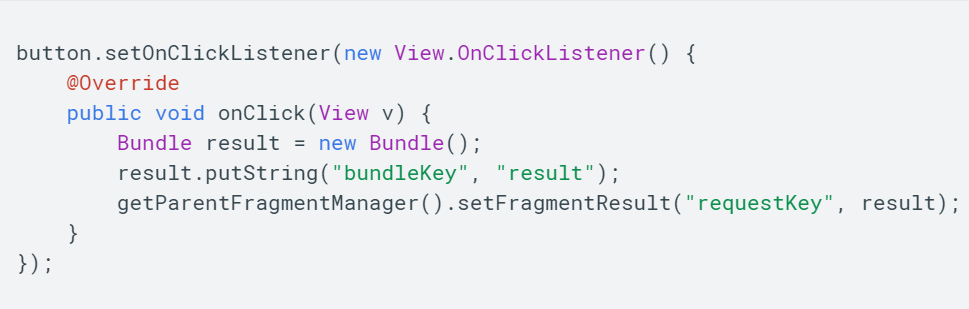 button.setOnClickListener(new View.OnClickListener() {
    @Override
    public void onClick(View v) {
        Bundle result = new Bundle();
        result.putString("bundleKey", "result");
        getParentFragmentManager().setFragmentResult("requestKey", result);
    }
});